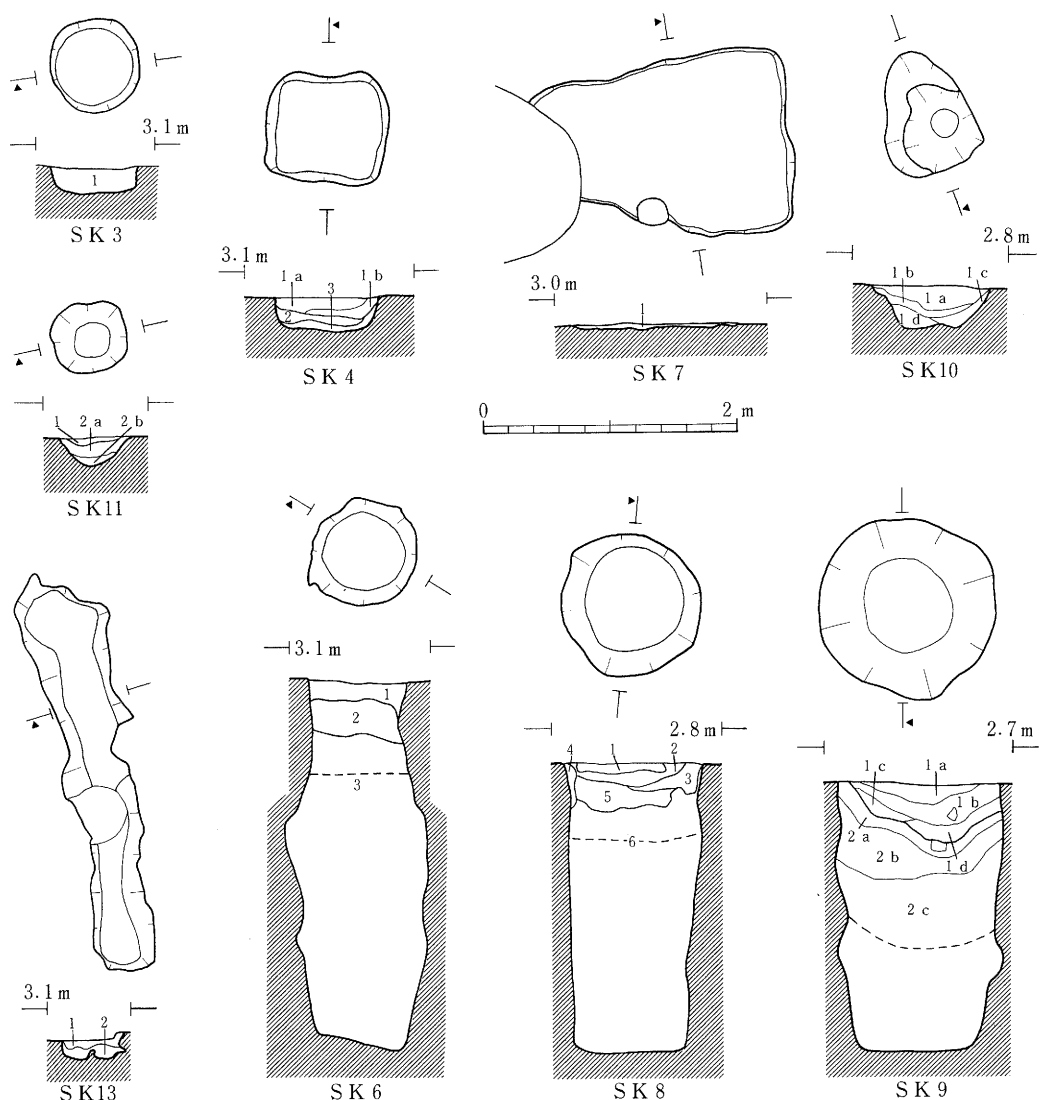 3.1m
1
SK3
3.1m
1a 3 1b
2
SK4
3.0m
1
SK7
2.8m
1b 1c
1a
1d
SK10
1 2a 2b
SK11
0 2m
3.1m
1
2
3
SK6
2.8m
4 1 2
3
5
6
SK8
2.7m
1c 1a
1b
2a
2b 1d
2c
SK9
3.1m
1 2
SK13